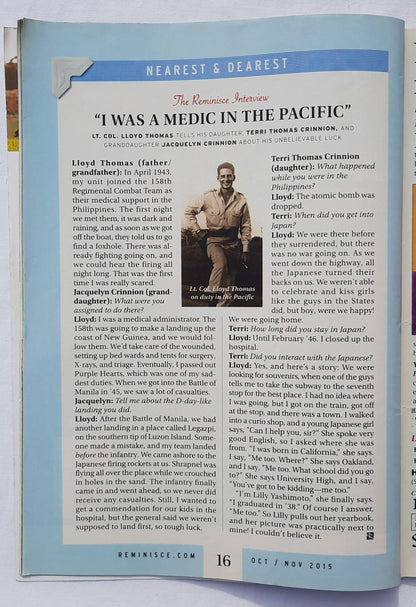 NEAREST & DEAREST
The Reminisce Interview
“I WAS A MEDIC IN THE PACIFIC”
LT. COL. LLOYD THOMAS TELLS HIS DAUGHTER, TERRI THOMAS CRINNION, AND
GRANDDAUGHTER JACQUELYN CRINNION ABOUT HIS UNBELIEVABLE LUCK
Lloyd Thomas (father/
grandfather): In April 1943,
my unit joined the 158th
Regimental Combat Team as
their medical support in the
Philippines. The first night
we met them, it was dark and
raining, and as soon as we got
off the boat, they told us to go
find a foxhole. There was al-
ready fighting going on, and
we could hear the firing all
night long. That was the first
time I was really scared.
Jacquelyn Crinnion (grand-
daughter): What were you
assigned to do there?
Lloyd: I was a medical administrator. The
158th was going to make a landing up the
coast of New Guinea, and we would fol-
low them. We’d take care of the wounded,
setting up bed wards and tents for surgery,
X-rays, and triage. Eventually, I passed out
Purple Hearts, which was one of my sad-
dest duties. When we got into the Battle of
Manila in ’45, we saw a lot of casualties.
Jacquelyn: Tell me about the D-day-like
landing you did.
Lloyd: After the Battle of Manila, we had
another landing in a place called Legazpi,
on the southern tip of Luzon Island. Some-
one made a mistake, and my team landed
before the infantry. We came ashore to the
Japanese firing rockets at us. Shrapnel was
flying all over the place while we crouched
in holes in the sand. The infantry finally
came in and went ahead, so we never did
receive any casualties. Still, I wanted to
get a commendation for our kids in the
hospital, but the general said we weren’t
supposed to land first, so tough luck.
Lt. Col. Lloyd Thomas
on duty in the Pacific
Terri Thomas Crinnion
(daughter): What happened
while you were in the
Philippines?
Lloyd: The atomic bomb was
dropped.
Terri: When did you get into
Japan?
Lloyd: We were there before
they surrendered, but there
was no war going on. As we
went down the highway, all
the Japanese turned their
backs on us. We weren’t able
to celebrate and kiss girls
like the guys in the States
did, but boy, were we happy!
We were going home.
Terri: How long did you stay in Japan?
Lloyd: Until February ’46. I closed up the
hospital.
Terri: Did you interact with the Japanese?
Lloyd: Yes, and here’s a story: We were
looking for souvenirs, when one of the guys
tells me to take the subway to the seventh
stop for the best place. I had no idea where
I was going, but I got on the train, got off
at the stop, and there was a town. I walked
into a curio shop, and a young Japanese girl
says, “Can I help you, sir?” She spoke very
good English, so I asked where she was
from. “I was born in California,” she says.
I say, “Me too. Where?” She says Oakland,
and I say, “Me too. What school did you go
to?” She says University High, and I say,
“You’ve got to be kidding—me too.”
“I’m Lilly Yashimoto,” she finally says.
“I graduated in ’38.” Of course I answer,
“Me too.” So Lilly pulls out her yearbook,
and her picture was practically next to
mine! I couldn’t believe it.
REMINISCE.COM 16 OCT / NOV 2015